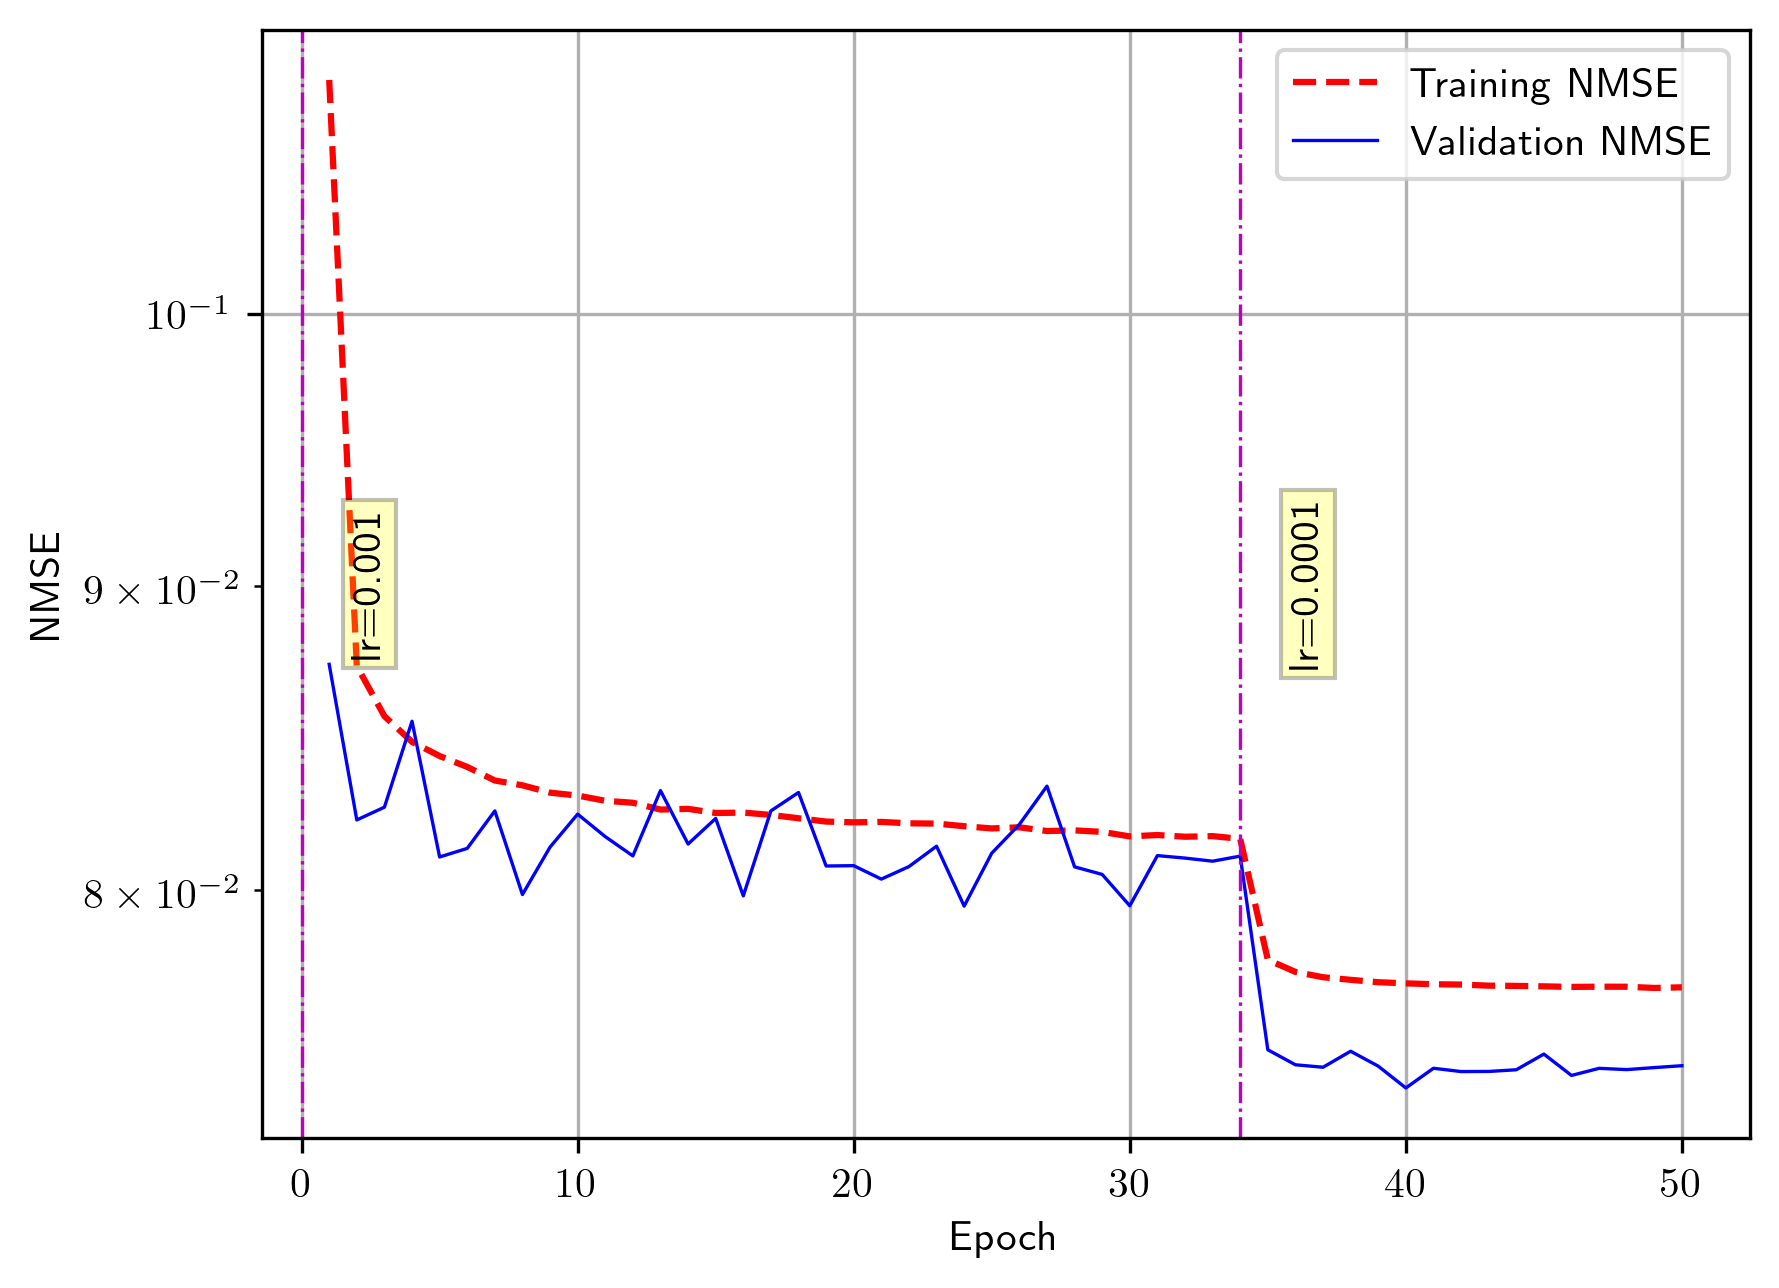 Training NMSE
Validation NMSE
10⁻¹
9 × 10⁻²
8 × 10⁻²
NMSE
lr=0.001
lr=0.0001
0 10 20 30 40 50
Epoch